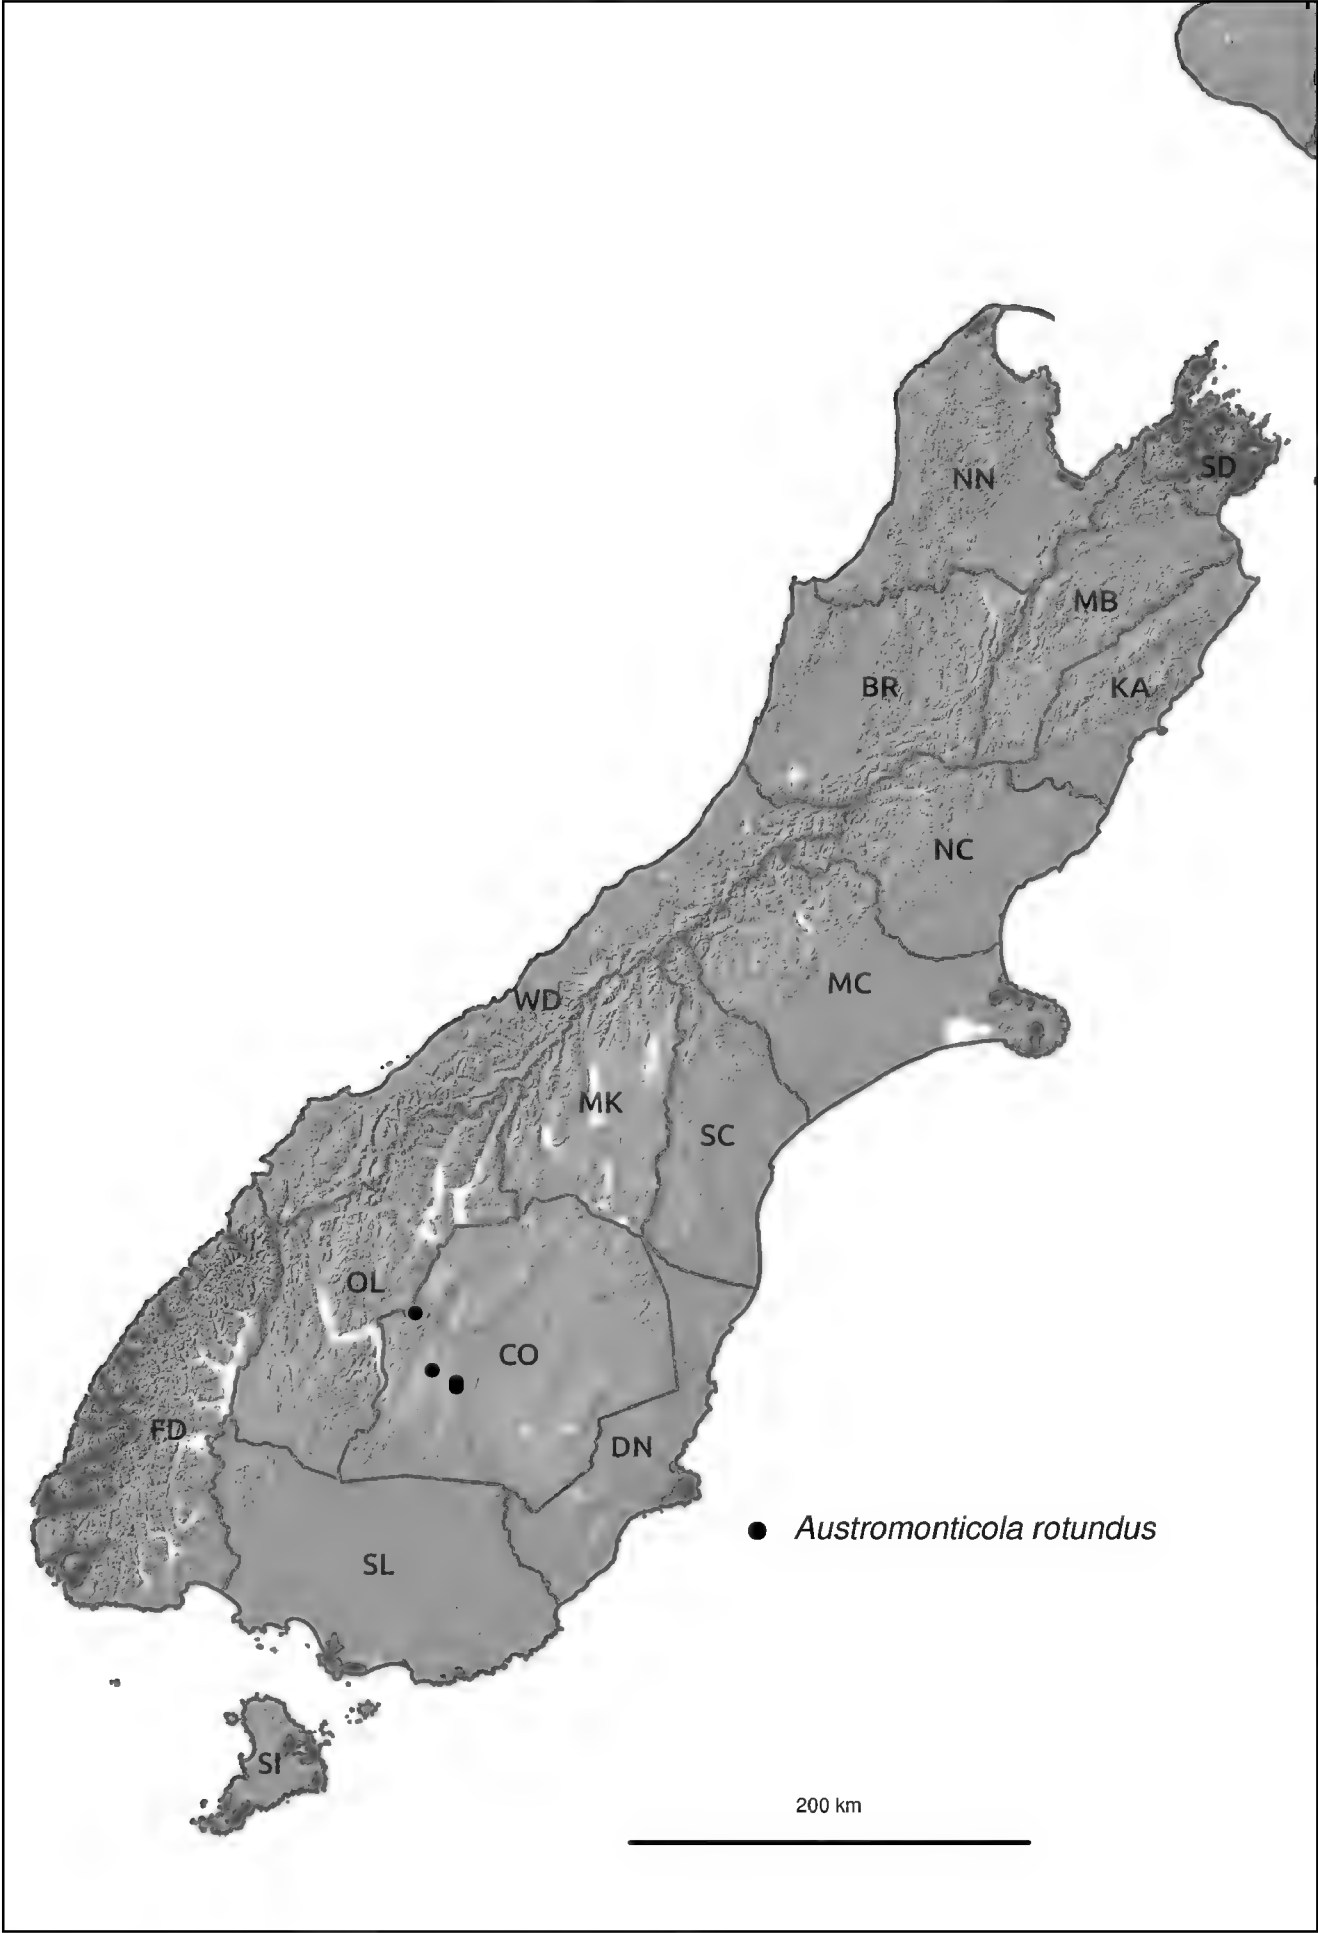 NN
SD
MB
BR
KA
NC
WD
MC
MK
SC
OL
CO
FD
DN
Austromonticola rotundus
SL
SI
200 km